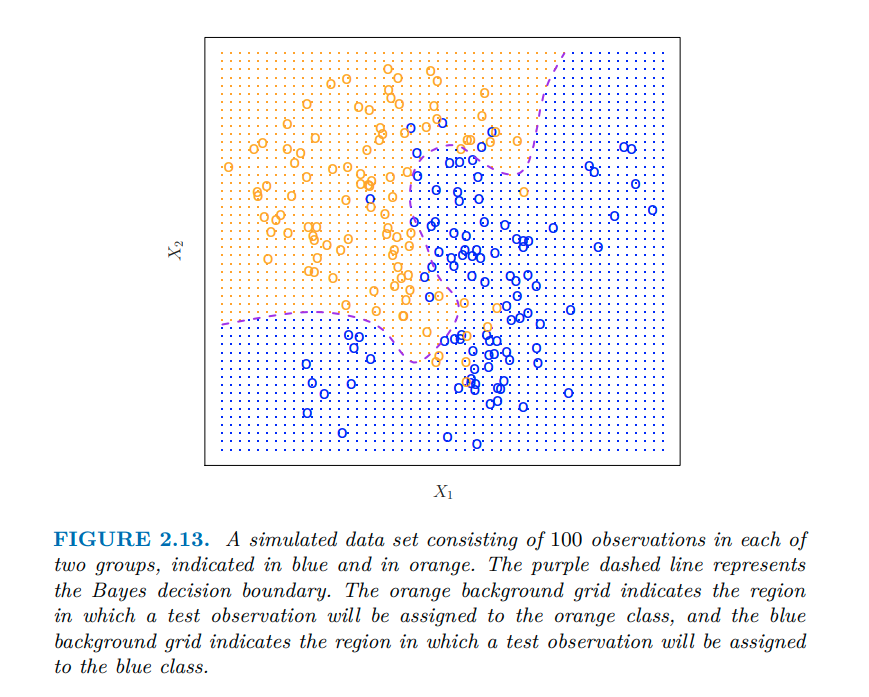 X2
X1
FIGURE 2.13. A simulated data set consisting of 100 observations in each of
two groups, indicated in blue and in orange. The purple dashed line represents
the Bayes decision boundary. The orange background grid indicates the region
in which a test observation will be assigned to the orange class, and the blue
background grid indicates the region in which a test observation will be assigned
to the blue class.